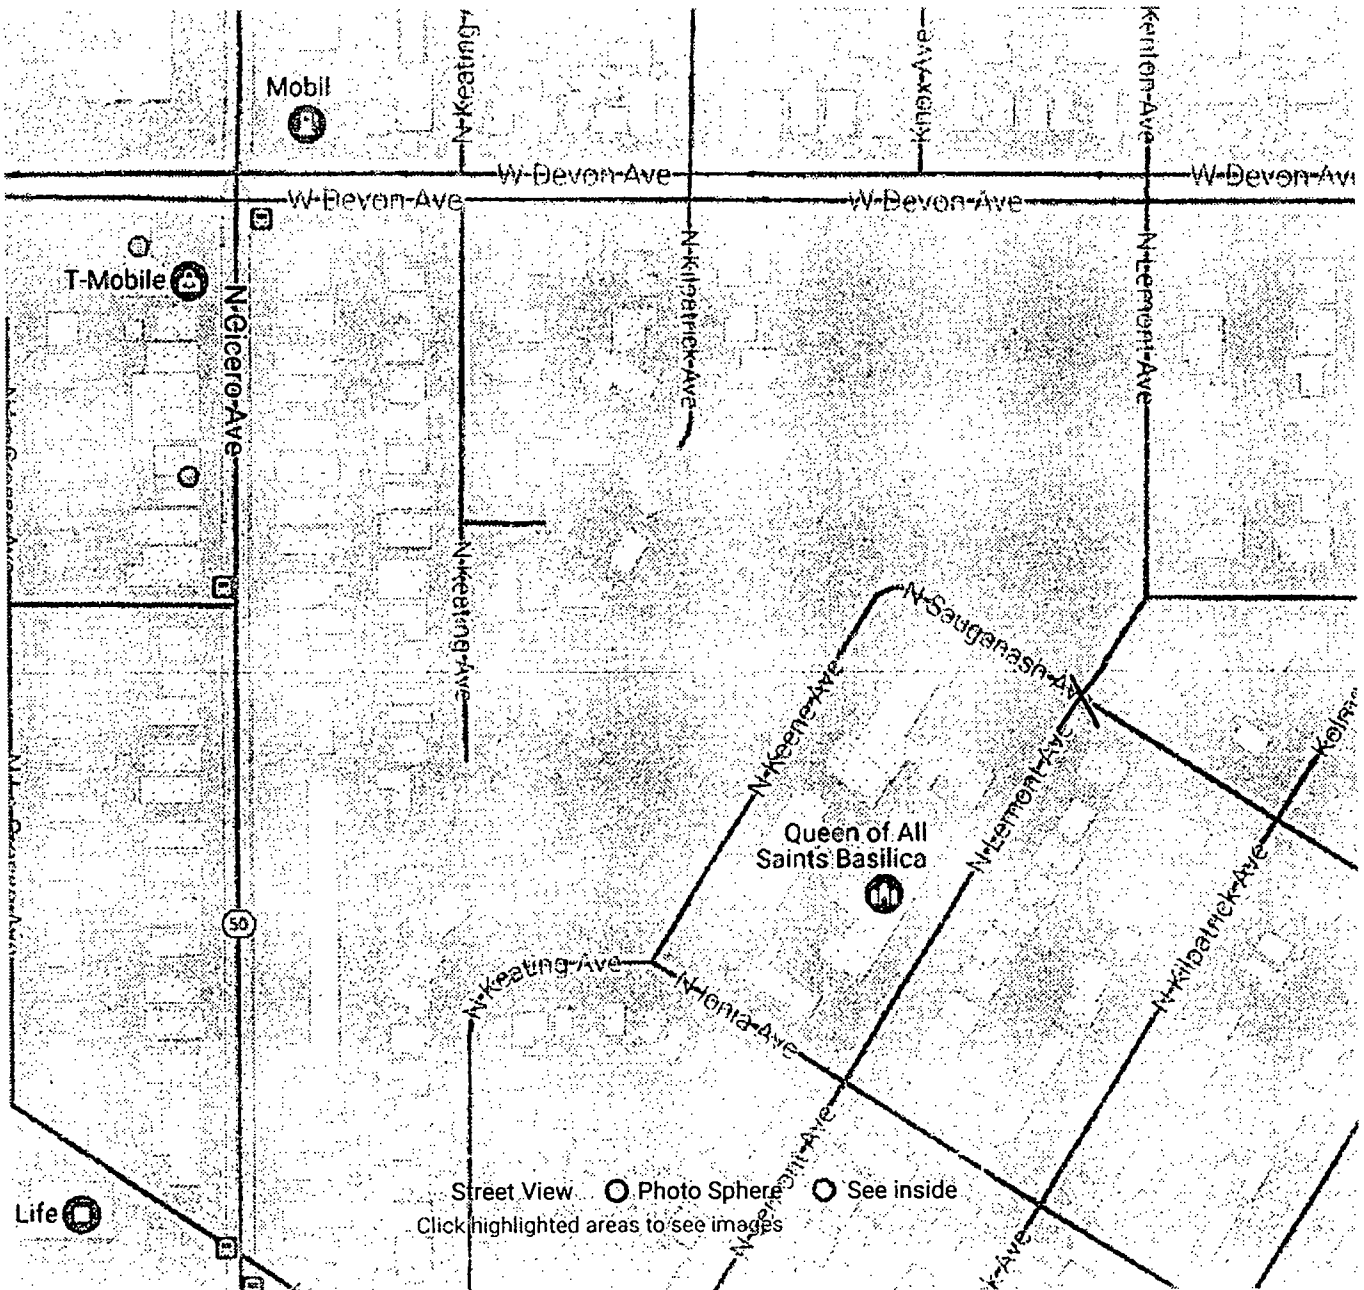 Mobil
N Keating
Knox Ave
Kenton Ave
W Devon Ave
W Devon Ave
W Devon Ave
W Devon Ave
T-Mobile
N Cicero Ave
N Kilpatrick Ave
N Lemont Ave
N Keating Ave
N Sauganash Av
N Keene Ave
N Lemont Ave
Queen of All
Saints Basilica
50
N Kilpatrick Ave
N Keating Ave
N Ionia Ave
N Lemont Ave
Street View
Photo Sphere
See inside
Click highlighted areas to see images
Life
k Ave